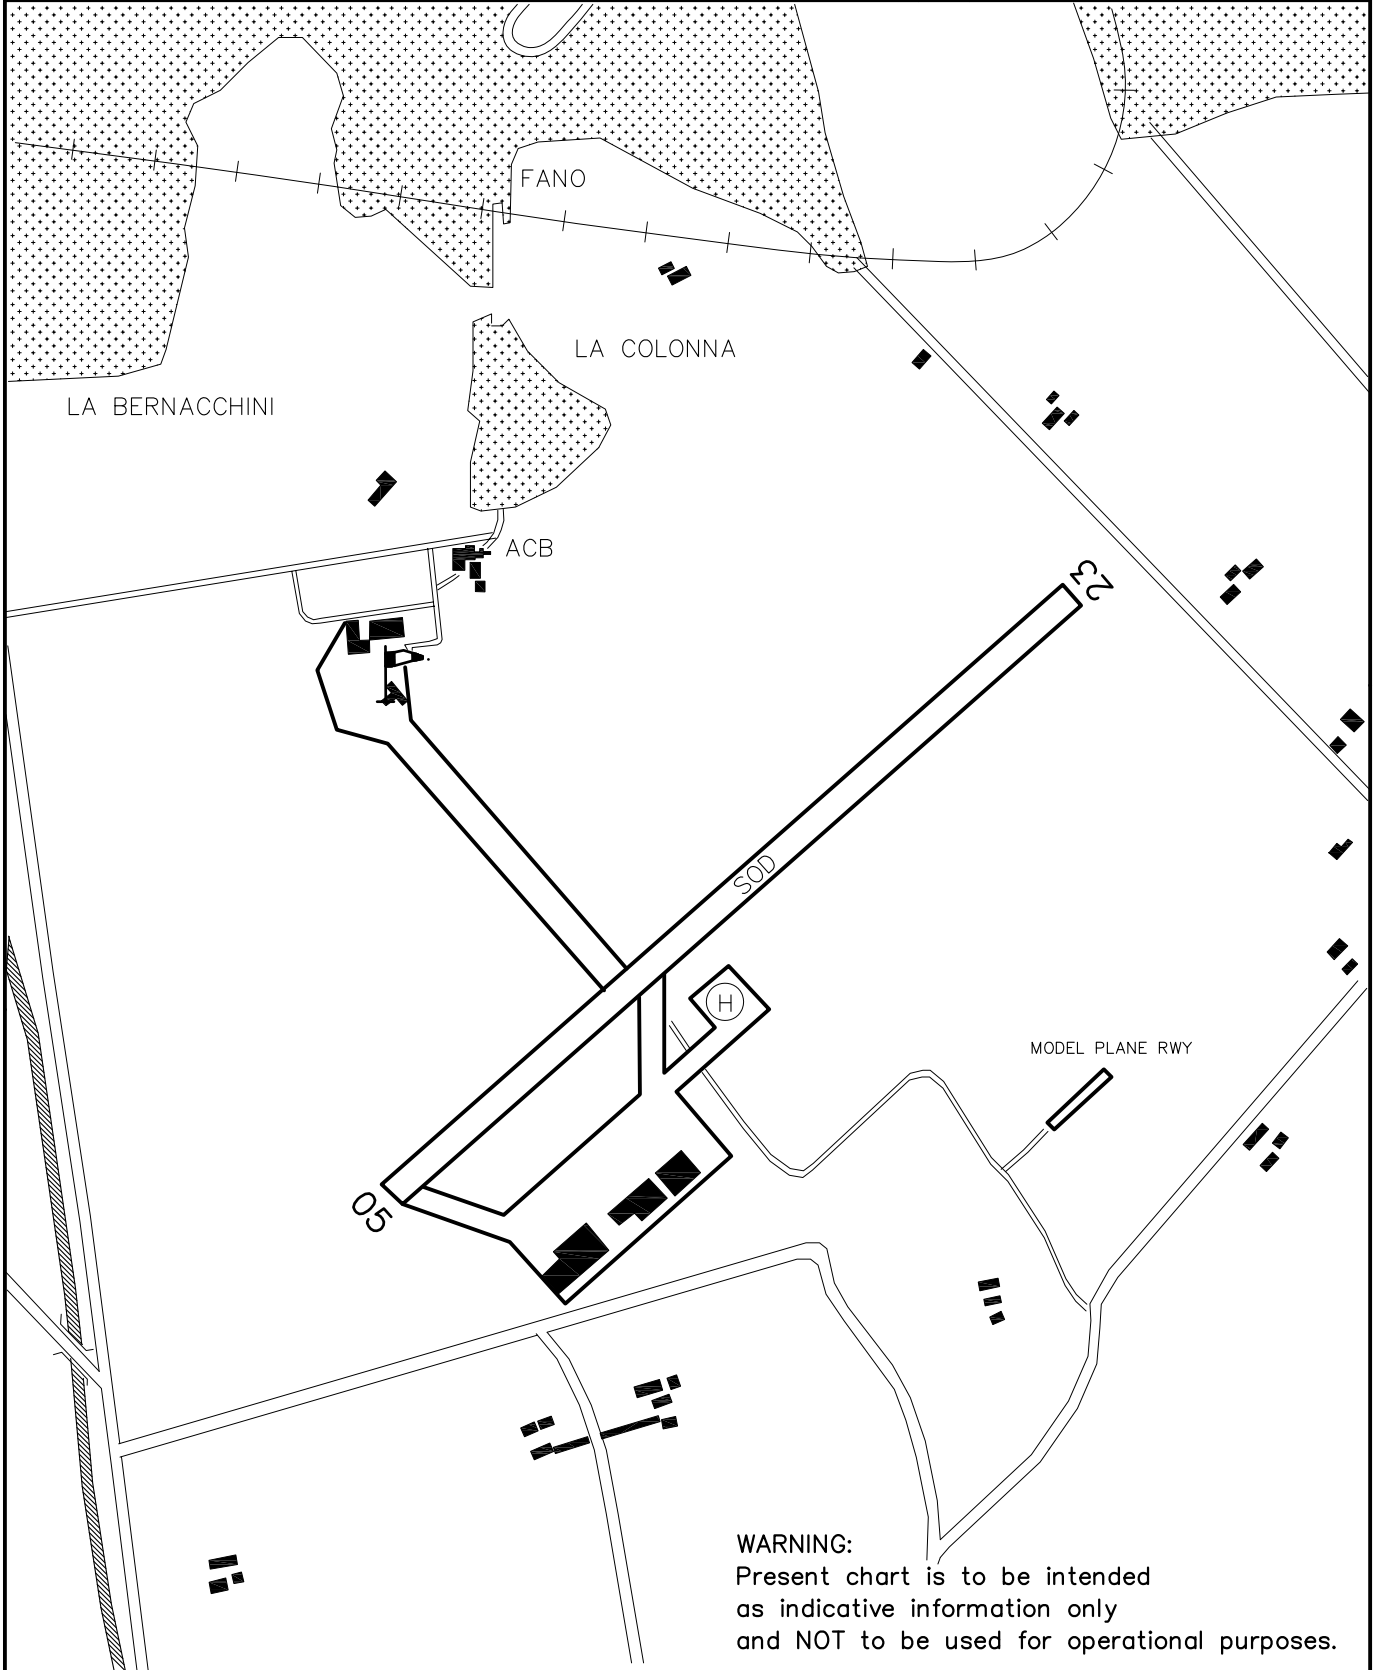 FANO
LA COLONNA
LA BERNACCHINI
ACB
23
SOD
H
MODEL PLANE RWY
05
WARNING:
Present chart is to be intended
as indicative information only
and NOT to be used for operational purposes.